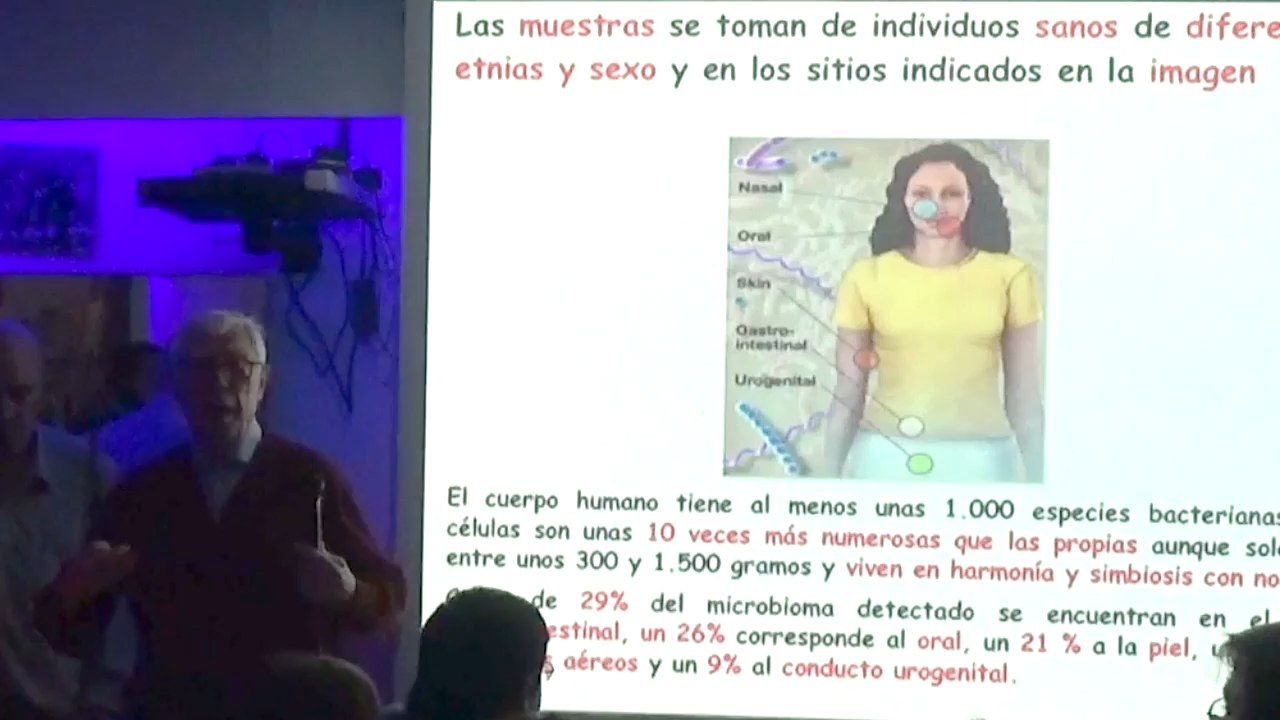 Las muestras se toman de individuos sanos de difere
etnias y sexo y en los sitios indicados en la imagen
Nasal
Oral
Skin
Gastro-
intestinal
Urogenital
El cuerpo humano tiene al menos unas 1.000 especies bacterianas
células son unas 10 veces más numerosas que las propias aunque sol
entre unos 300 y 1.500 gramos y viven en harmonía y simbiosis con no
de 29% del microbioma detectado se encuentran en el
estinal, un 26% corresponde al oral, un 21 % a la piel, u
s aéreos y un 9% al conducto urogenital.